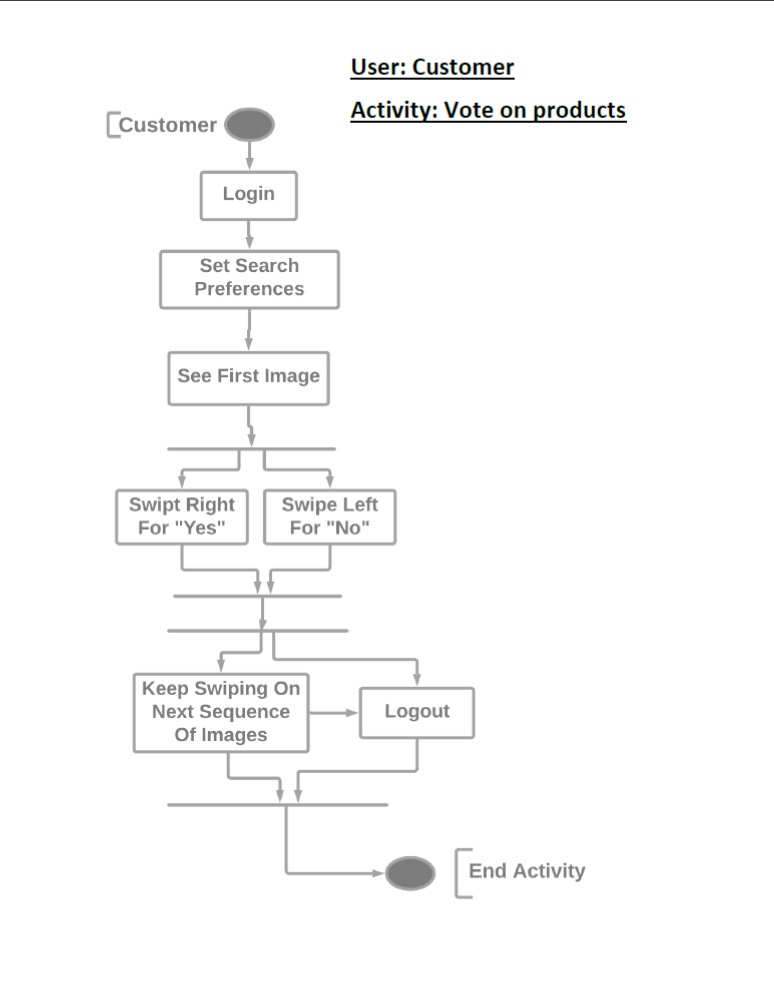 User: Customer
Activity: Vote on products
Customer
Login
Set Search
Preferences
See First Image
Swipt Right
For "Yes"
Swipe Left
For "No"
Keep Swiping On
Next Sequence
Of Images
Logout
End Activity